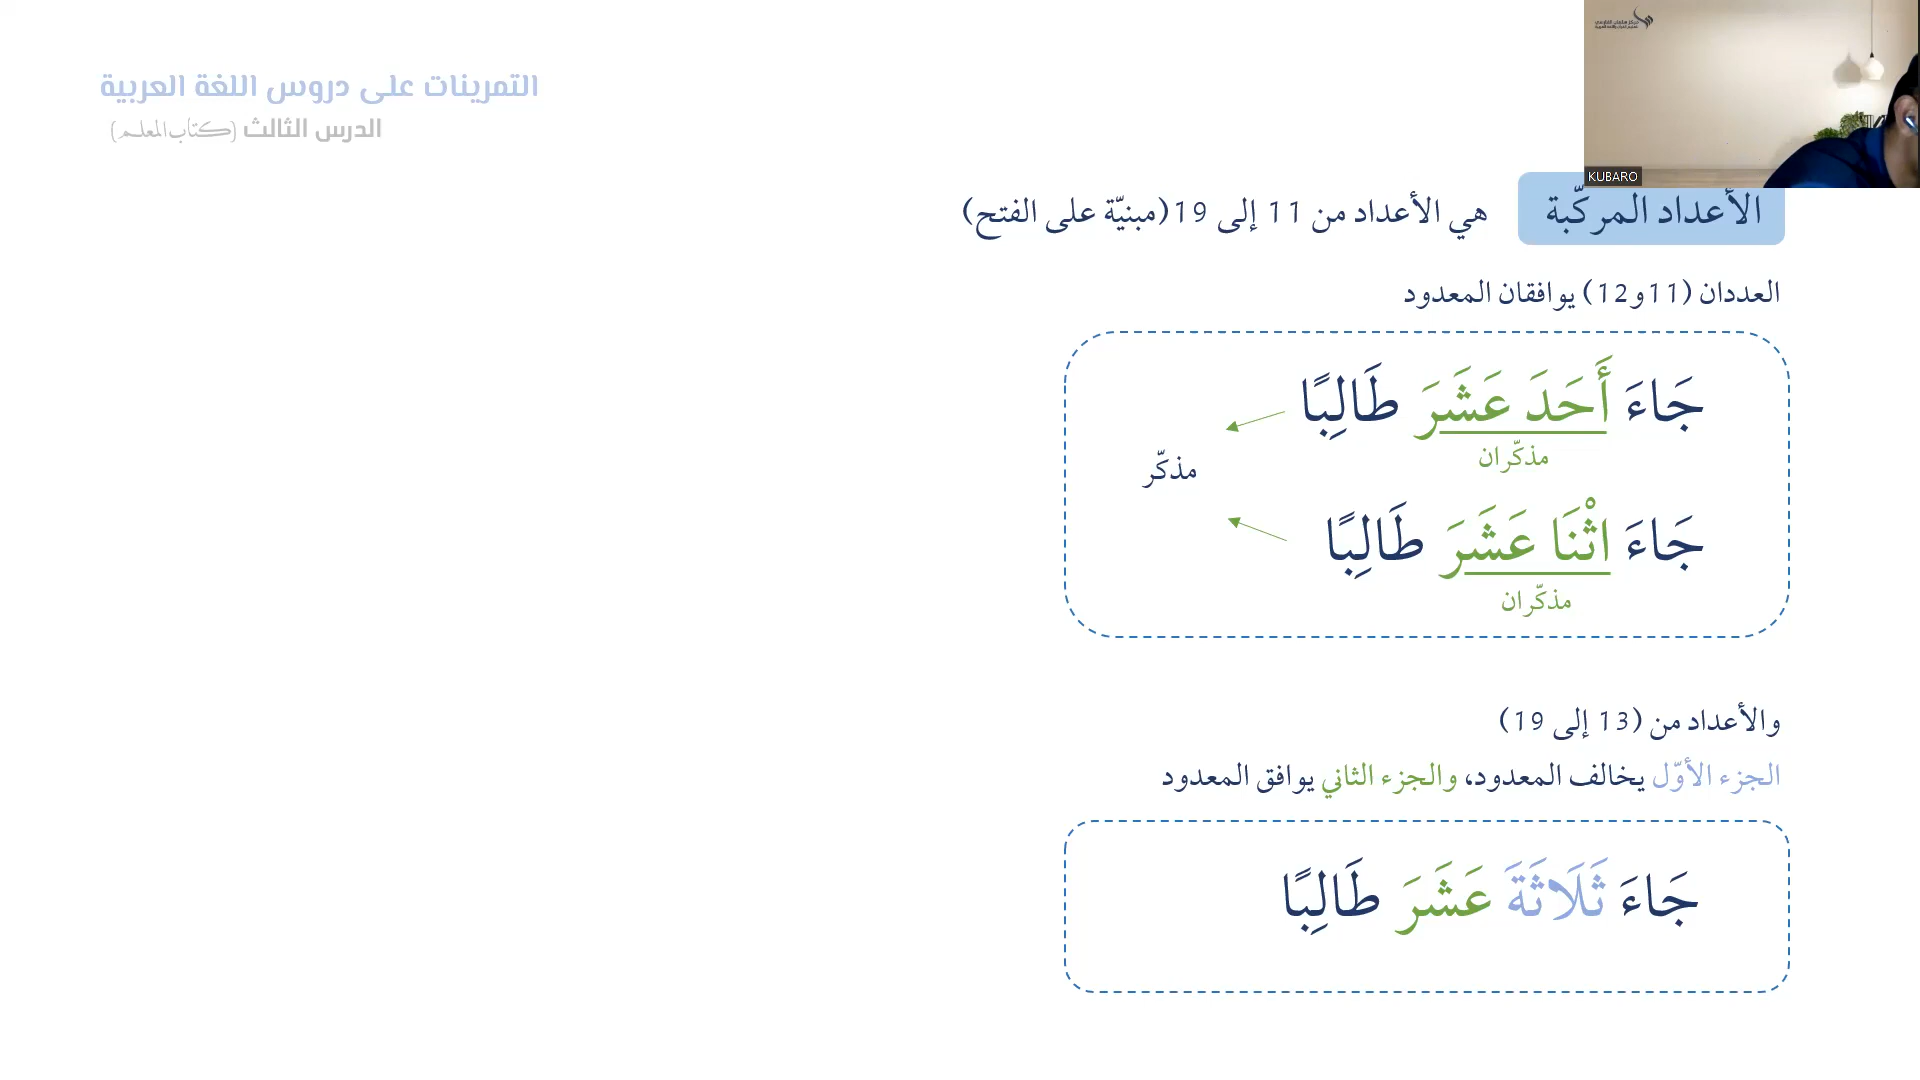 التمرينات على دروس اللغة العربية
الدرس الثالث (كتاب المعلم)
KUBARO
الأعداد المركّبة
هي الأعداد من 11 إلى 19 (مبنيّة على الفتح)
العددان (11 و12) يوافقان المعدود
جَاءَ أَحَدَ عَشَرَ طَالِبًا
مذكّران
مذكّر
جَاءَ اثْنَا عَشَرَ طَالِبًا
مذكّران
والأعداد من (13 إلى 19)
الجزء الأوّل يخالف المعدود، والجزء الثاني يوافق المعدود
جَاءَ ثَلَاثَةَ عَشَرَ طَالِبًا